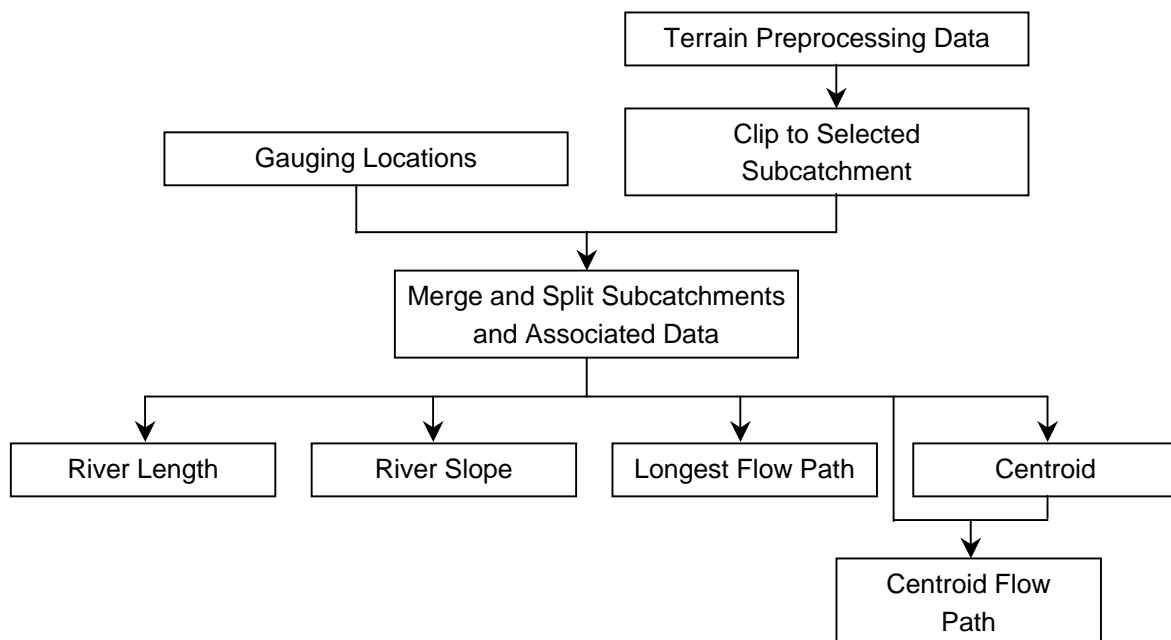 Terrain Preprocessing Data
Clip to Selected
Subcatchment
Gauging Locations
Merge and Split Subcatchments
and Associated Data
River Length
River Slope
Longest Flow Path
Centroid
Centroid Flow
Path